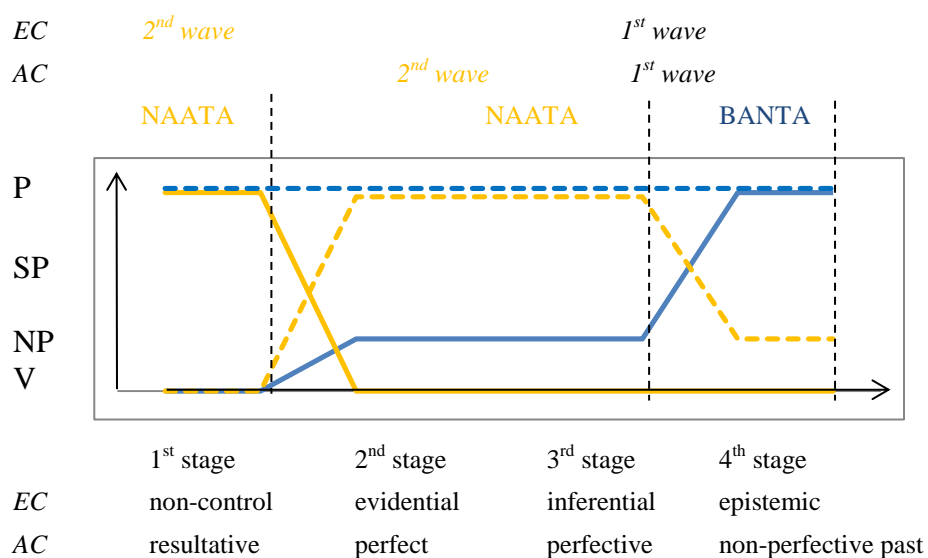 EC 2nd wave 1st wave
AC 2nd wave 1st wave
NAATA NAATA BANTA
P
SP
NP
V
1st stage 2nd stage 3rd stage 4th stage
EC non-control evidential inferential epistemic
AC resultative perfect perfective non-perfective past